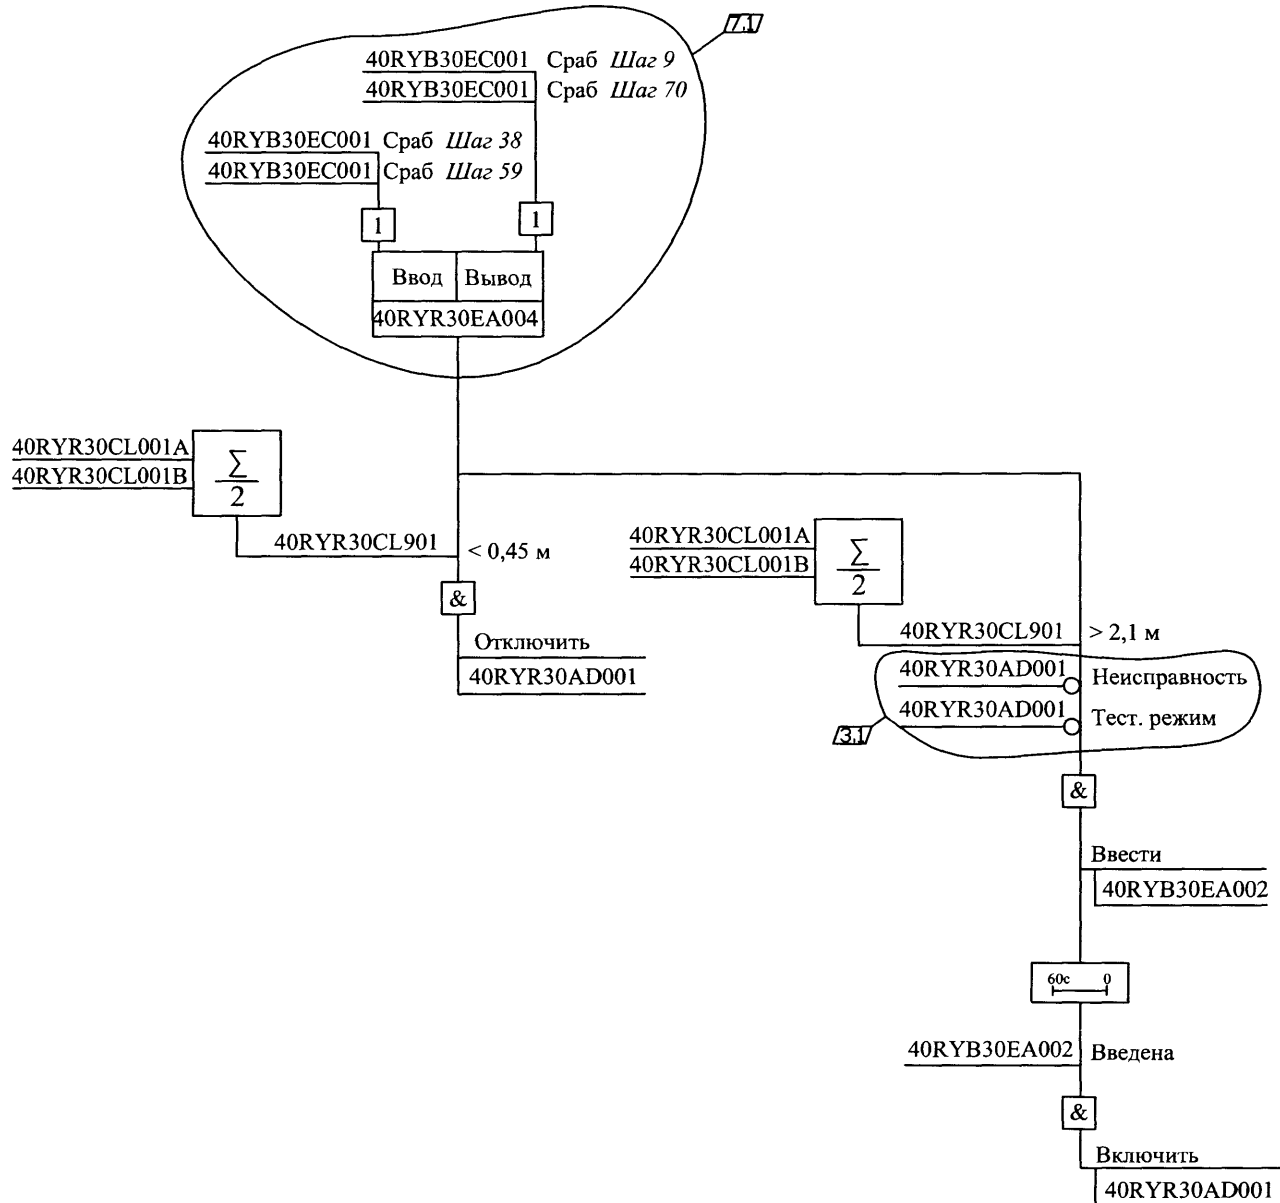 7.1
40RYB30EC001 Сраб Шаг 9
40RYB30EC001 Сраб Шаг 70
40RYB30EC001 Сраб Шаг 38
40RYB30EC001 Сраб Шаг 59
1
1
Ввод Вывод
40RYR30EA004
40RYR30CL001A
40RYR30CL001B
∑
2
40RYR30CL901 < 0,45 м
&
Отключить
40RYR30AD001
40RYR30CL001A
40RYR30CL001B
∑
2
40RYR30CL901 > 2,1 м
40RYR30AD001 Неисправность
40RYR30AD001 Тест. режим
3.1
&
Ввести
40RYB30EA002
60с 0
40RYB30EA002 Введена
&
Включить
40RYR30AD001